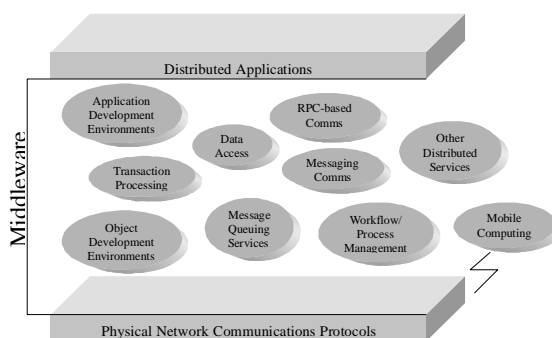 Distributed Applications
Middleware
Application
Development
Environments
RPC-based
Comms
Data
Access
Other
Distributed
Services
Transaction
Processing
Messaging
Comms
Object
Development
Environments
Message
Queuing
Services
Workflow/
Process
Management
Mobile
Computing
Physical Network Communications Protocols